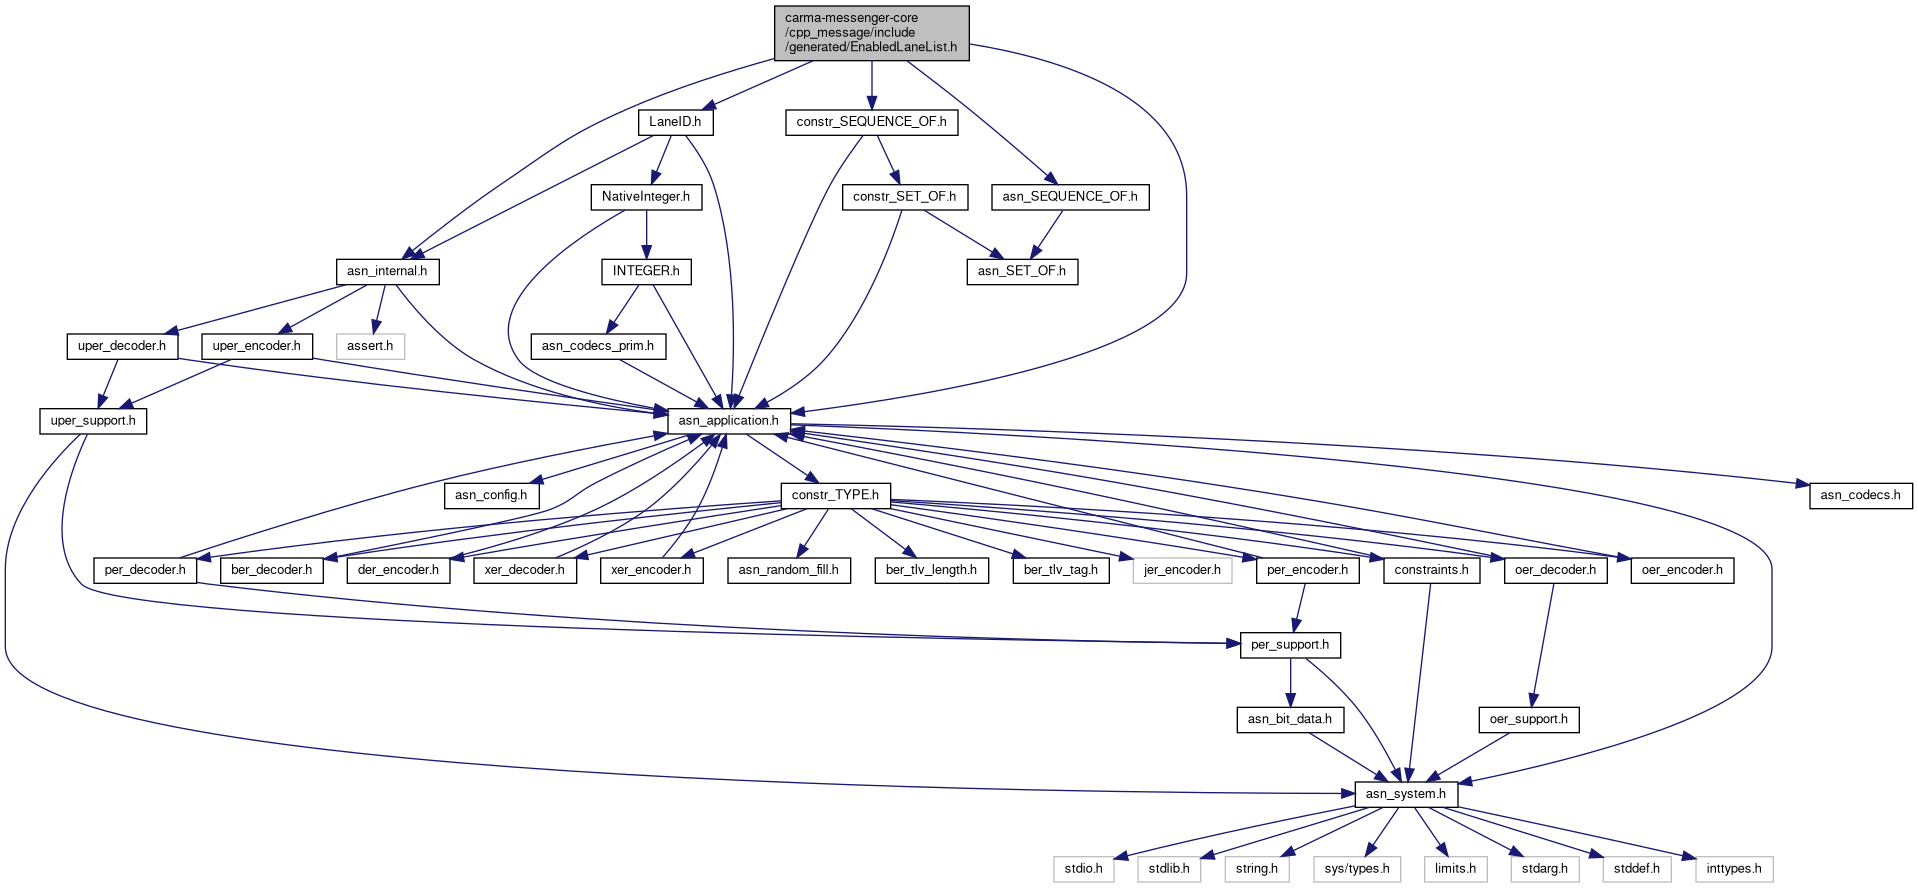 carma-messenger-core
/cpp_message/include
/generated/EnabledLaneList.h
LaneID.h
constr_SEQUENCE_OF.h
NativeInteger.h
constr_SET_OF.h
asn_SEQUENCE_OF.h
asn_internal.h
INTEGER.h
asn_SET_OF.h
uper_decoder.h
uper_encoder.h
assert.h
asn_codecs_prim.h
uper_support.h
asn_application.h
asn_config.h
constr_TYPE.h
asn_codecs.h
per_decoder.h
ber_decoder.h
der_encoder.h
xer_decoder.h
xer_encoder.h
asn_random_fill.h
ber_tlv_length.h
ber_tlv_tag.h
jer_encoder.h
per_encoder.h
constraints.h
oer_decoder.h
oer_encoder.h
per_support.h
asn_bit_data.h
oer_support.h
asn_system.h
stdio.h
stdlib.h
string.h
sys/types.h
limits.h
stdarg.h
stddef.h
inttypes.h